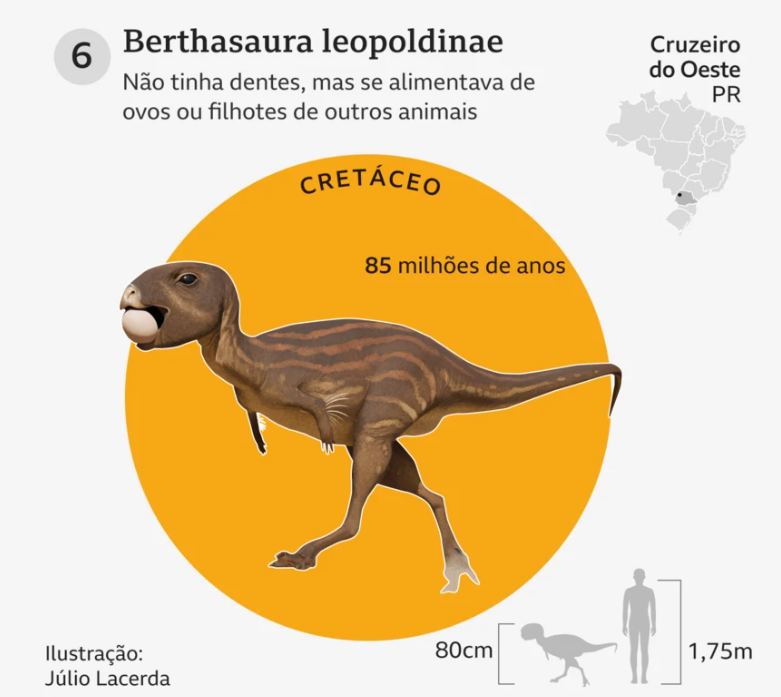 6
Berthasaura leopoldinae
Não tinha dentes, mas se alimentava de
ovos ou filhotes de outros animais
Cruzeiro
do Oeste
PR
CRETÁCEO
85 milhões de anos
80cm
1,75m
Ilustração:
Júlio Lacerda